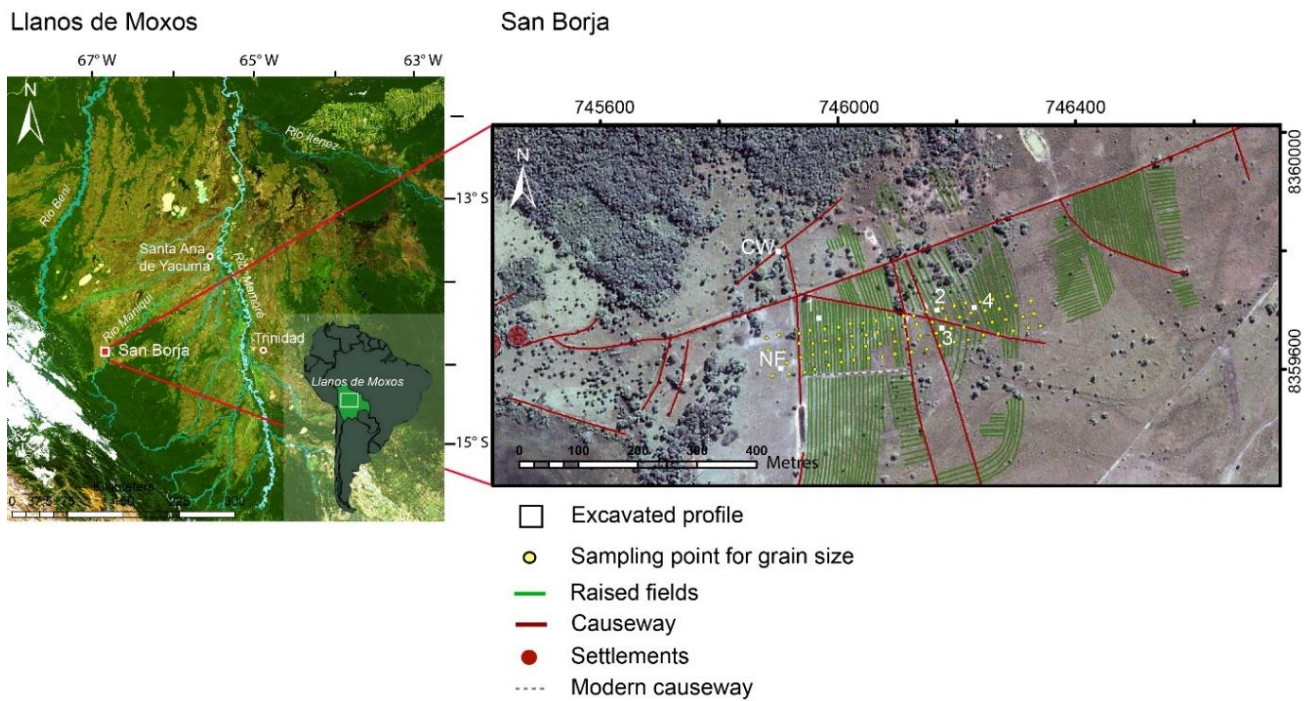 Llanos de Moxos
San Borja
67°W
65°W
63°W
N
Rio Beni
Rio Itenez
-13°S
Santa Ana
de Yacuma
Rio Mamoré
Rio Maniqui
San Borja
Trinidad
Llanos de Moxos
-15°S
0
300
745600
746000
746400
N
8360000
8359600
CW
2
4
3
NF
0 100 200 300 400
Metres
Excavated profile
Sampling point for grain size
Raised fields
Causeway
Settlements
Modern causeway